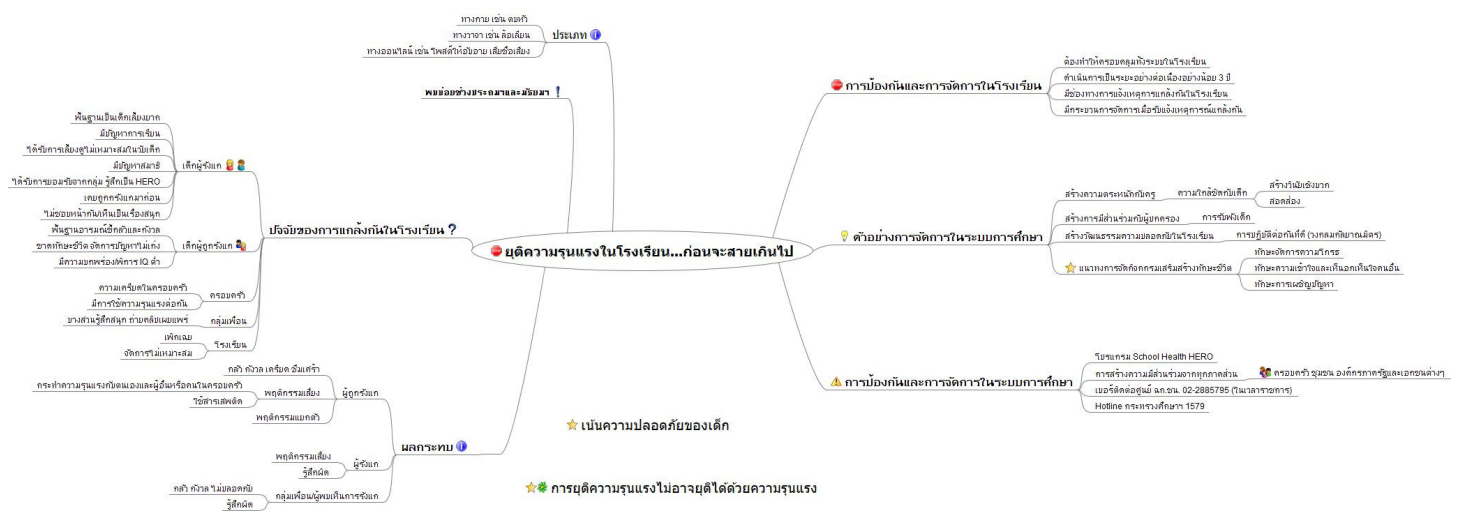 ยุติความรุนแรงในโรงเรียน...ก่อนจะสายเกินไป
ประเภท
ทางกาย เช่น ตบหัว
ทางวาจา เช่น ล้อเลียน
ทางออนไลน์ เช่น โพสต์ให้อับอาย เสียชื่อเสียง
พบบ่อยช่วงประถมฯและมัธยมฯ
ปัจจัยของการแกล้งกันในโรงเรียน
เด็กผู้รังแก
พื้นฐานเป็นเด็กเลี้ยงยาก
มีปัญหาการเรียน
ได้รับการเลี้ยงดูไม่เหมาะสมในวัยเด็ก
มีปัญหาสมาธิ
ได้รับการยอมรับจากกลุ่ม รู้สึกเป็น HERO
เคยถูกรังแกมาก่อน
ไม่ชอบหน้ากัน/เห็นเป็นเรื่องสนุก
เด็กผู้ถูกรังแก
พื้นฐานอารมณ์ขี้กลัวและกังวล
ขาดทักษะชีวิต จัดการปัญหาไม่เก่ง
มีความบกพร่อง/พิการ IQ ต่ำ
ครอบครัว
ความเครียดในครอบครัว
มีการใช้ความรุนแรงต่อกัน
กลุ่มเพื่อน
บางส่วนรู้สึกสนุก ถ่ายคลิปเผยแพร่
โรงเรียน
เพิกเฉย
จัดการไม่เหมาะสม
ผลกระทบ
ผู้ถูกรังแก
กลัว กังวล เครียด ซึมเศร้า
พฤติกรรมเสี่ยง
กระทำความรุนแรงกับตนเองและผู้อื่นหรือคนในครอบครัว
ใช้สารเสพติด
พฤติกรรมแยกตัว
ผู้รังแก
พฤติกรรมเสี่ยง
รู้สึกผิด
กลุ่มเพื่อน/ผู้พบเห็นการรังแก
กลัว กังวล ไม่ปลอดภัย
รู้สึกผิด
การป้องกันและการจัดการในโรงเรียน
ต้องทำให้ครอบคลุมทั้งระบบในโรงเรียน
ดำเนินการเป็นระยะอย่างต่อเนื่องอย่างน้อย 3 ปี
มีช่องทางการแจ้งเหตุการแกล้งกันในโรงเรียน
มีกระบวนการจัดการเมื่อรับแจ้งเหตุการณ์แกล้งกัน
ตัวอย่างการจัดการในระบบการศึกษา
สร้างความตระหนักกับครู
ความใกล้ชิดกับเด็ก
สร้างวินัยเชิงบวก
สอดส่อง
สร้างการมีส่วนร่วมกับผู้ปกครอง
การรับฟังเด็ก
สร้างวัฒนธรรมความปลอดภัยในโรงเรียน
การปฏิบัติต่อกันที่ดี (วงกลมกัลยาณมิตร)
แนวทางการจัดกิจกรรมเสริมสร้างทักษะชีวิต
ทักษะจัดการความโกรธ
ทักษะความเข้าใจและเห็นอกเห็นใจคนอื่น
ทักษะการเผชิญปัญหา
การป้องกันและการจัดการในระบบการศึกษา
โปรแกรม School Health HERO
การสร้างความมีส่วนร่วมจากทุกภาคส่วน
ครอบครัว ชุมชน องค์กรภาครัฐและเอกชนต่างๆ
เบอร์ติดต่อศูนย์ ฉก.ชน. 02-2885795 (ในเวลาราชการ)
Hotline กระทรวงศึกษาฯ 1579
เน้นความปลอดภัยของเด็ก
การยุติความรุนแรงไม่อาจยุติได้ด้วยความรุนแรง